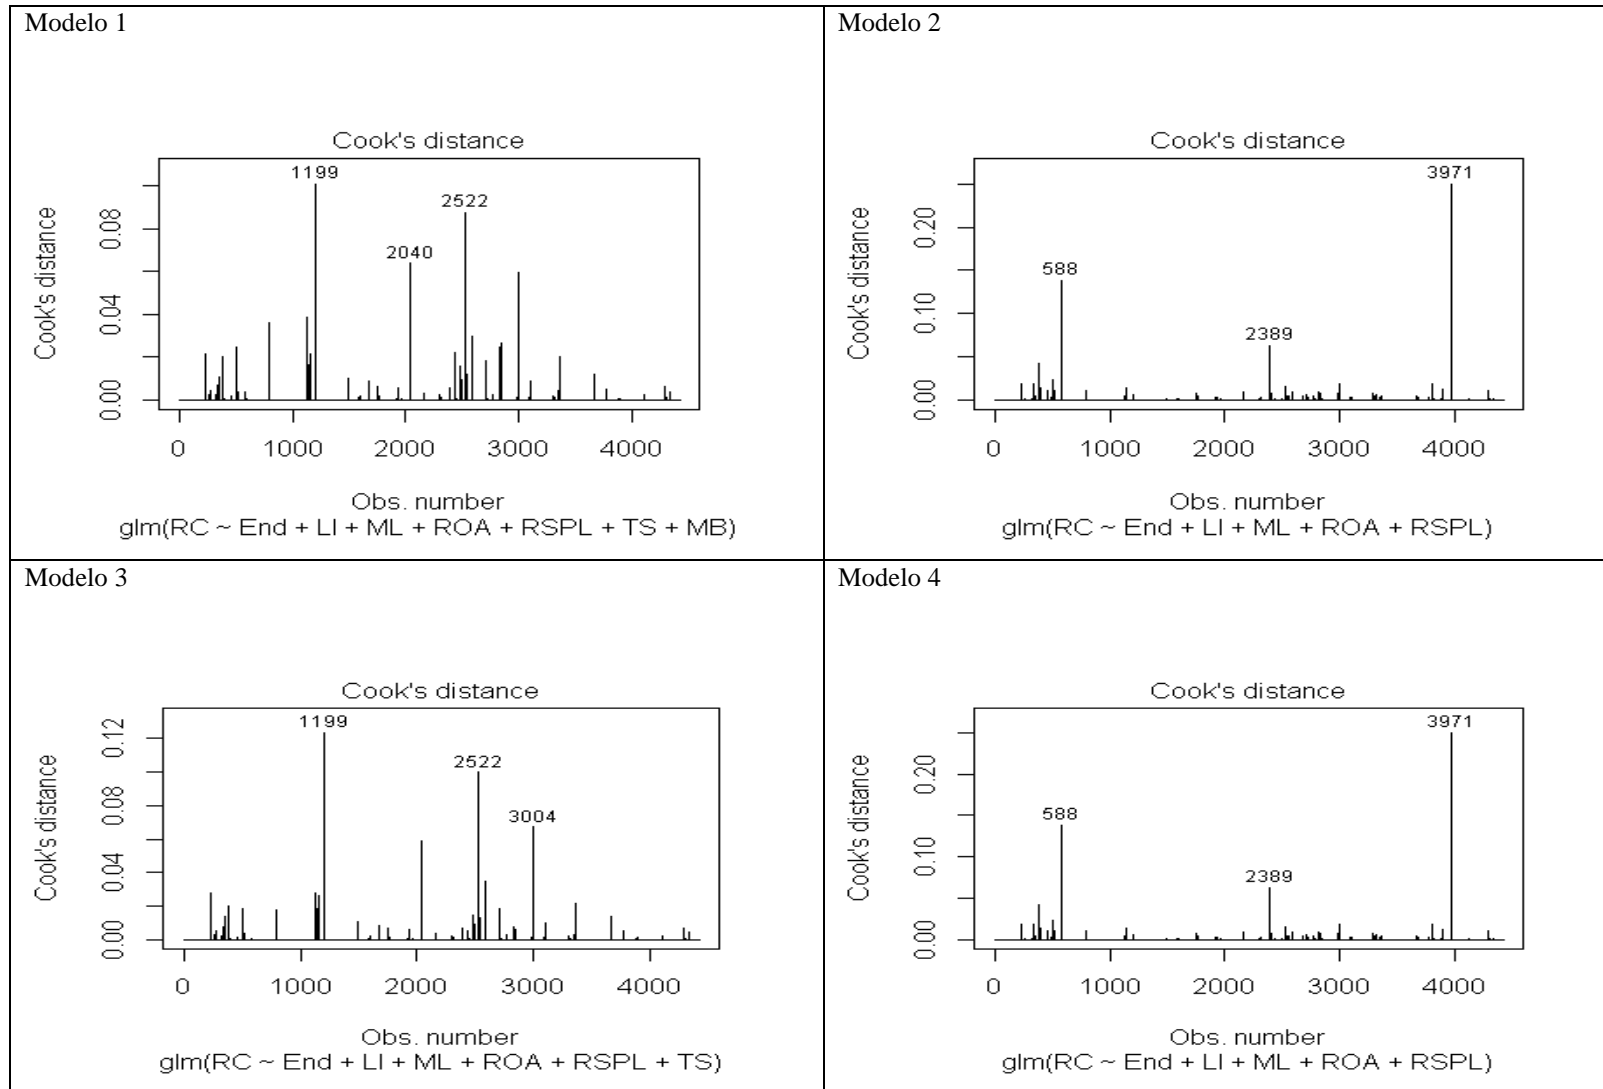 Modelo 1
Cook's distance
1199
2522
2040
Cook's distance
0.00 0.04 0.08
0 1000 2000 3000 4000
Obs. number
glm(RC ~ End + LI + ML + ROA + RSPL + TS + MB)
Modelo 2
Cook's distance
3971
588
2389
Cook's distance
0.00 0.10 0.20
0 1000 2000 3000 4000
Obs. number
glm(RC ~ End + LI + ML + ROA + RSPL)
Modelo 3
Cook's distance
1199
2522
3004
Cook's distance
0.00 0.04 0.08 0.12
0 1000 2000 3000 4000
Obs. number
glm(RC ~ End + LI + ML + ROA + RSPL + TS)
Modelo 4
Cook's distance
3971
588
2389
Cook's distance
0.00 0.10 0.20
0 1000 2000 3000 4000
Obs. number
glm(RC ~ End + LI + ML + ROA + RSPL)